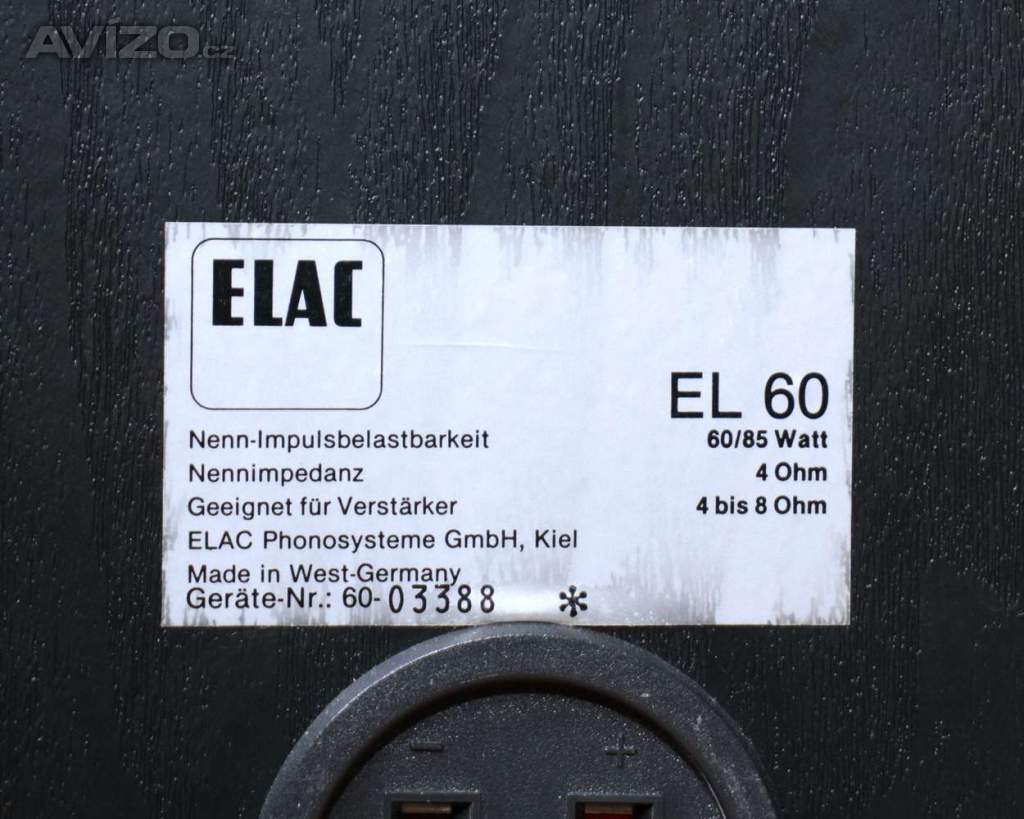 AVIZO.cz
ELAC
EL 60
Nenn-Impulsbelastbarkeit 60/85 Watt
Nennimpedanz 4 Ohm
Geeignet für Verstärker 4 bis 8 Ohm
ELAC Phonosysteme GmbH, Kiel
Made in West-Germany
Geräte-Nr.: 60-03388 *
- +